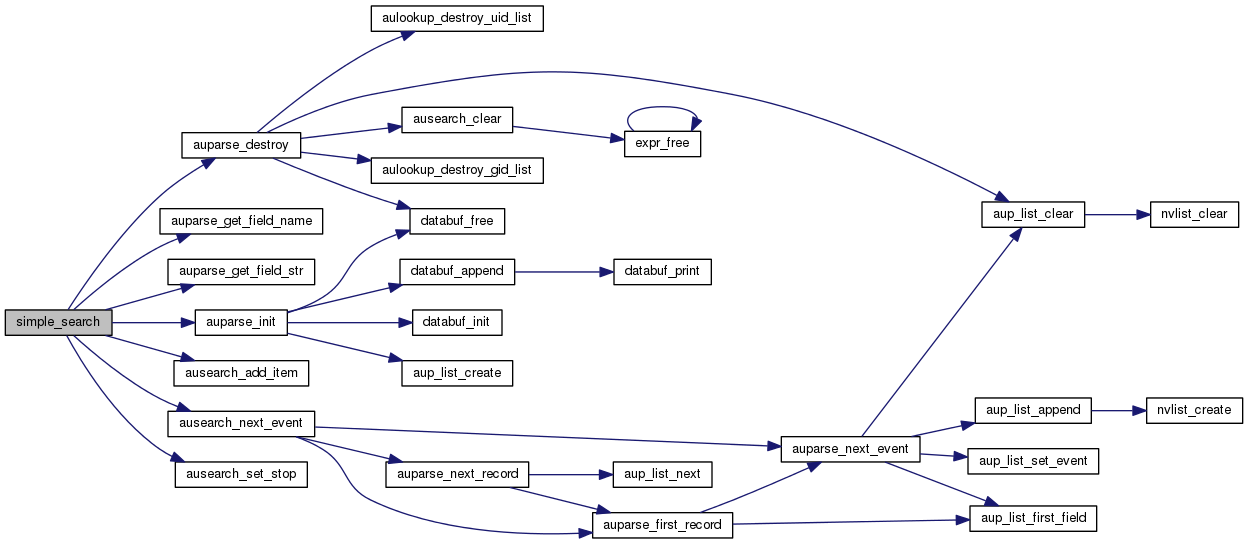 aulookup_destroy_uid_list
ausearch_clear
expr_free
auparse_destroy
aulookup_destroy_gid_list
auparse_get_field_name
databuf_free
aup_list_clear
nvlist_clear
auparse_get_field_str
databuf_append
databuf_print
simple_search
auparse_init
databuf_init
ausearch_add_item
aup_list_create
ausearch_next_event
aup_list_append
nvlist_create
auparse_next_event
ausearch_set_stop
auparse_next_record
aup_list_next
aup_list_set_event
auparse_first_record
aup_list_first_field